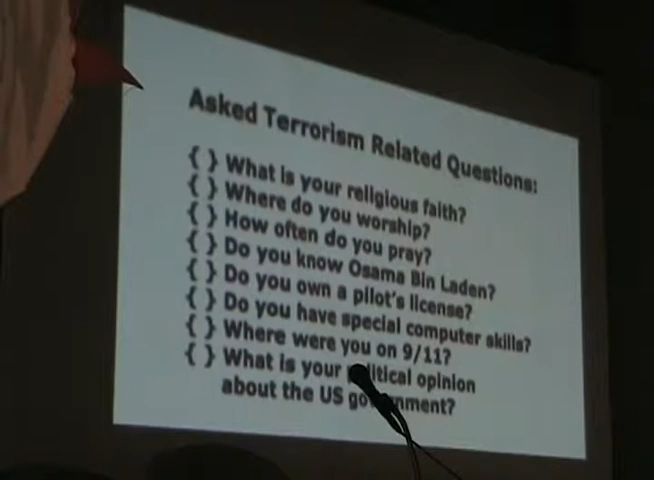 Asked Terrorism Related Questions:
{ } What is your religious faith?
{ } Where do you worship?
{ } How often do you pray?
{ } Do you know Osama Bin Laden?
{ } Do you own a pilot's license?
{ } Do you have special computer skills?
{ } Where were you on 9/11?
{ } What is your political opinion
about the US government?